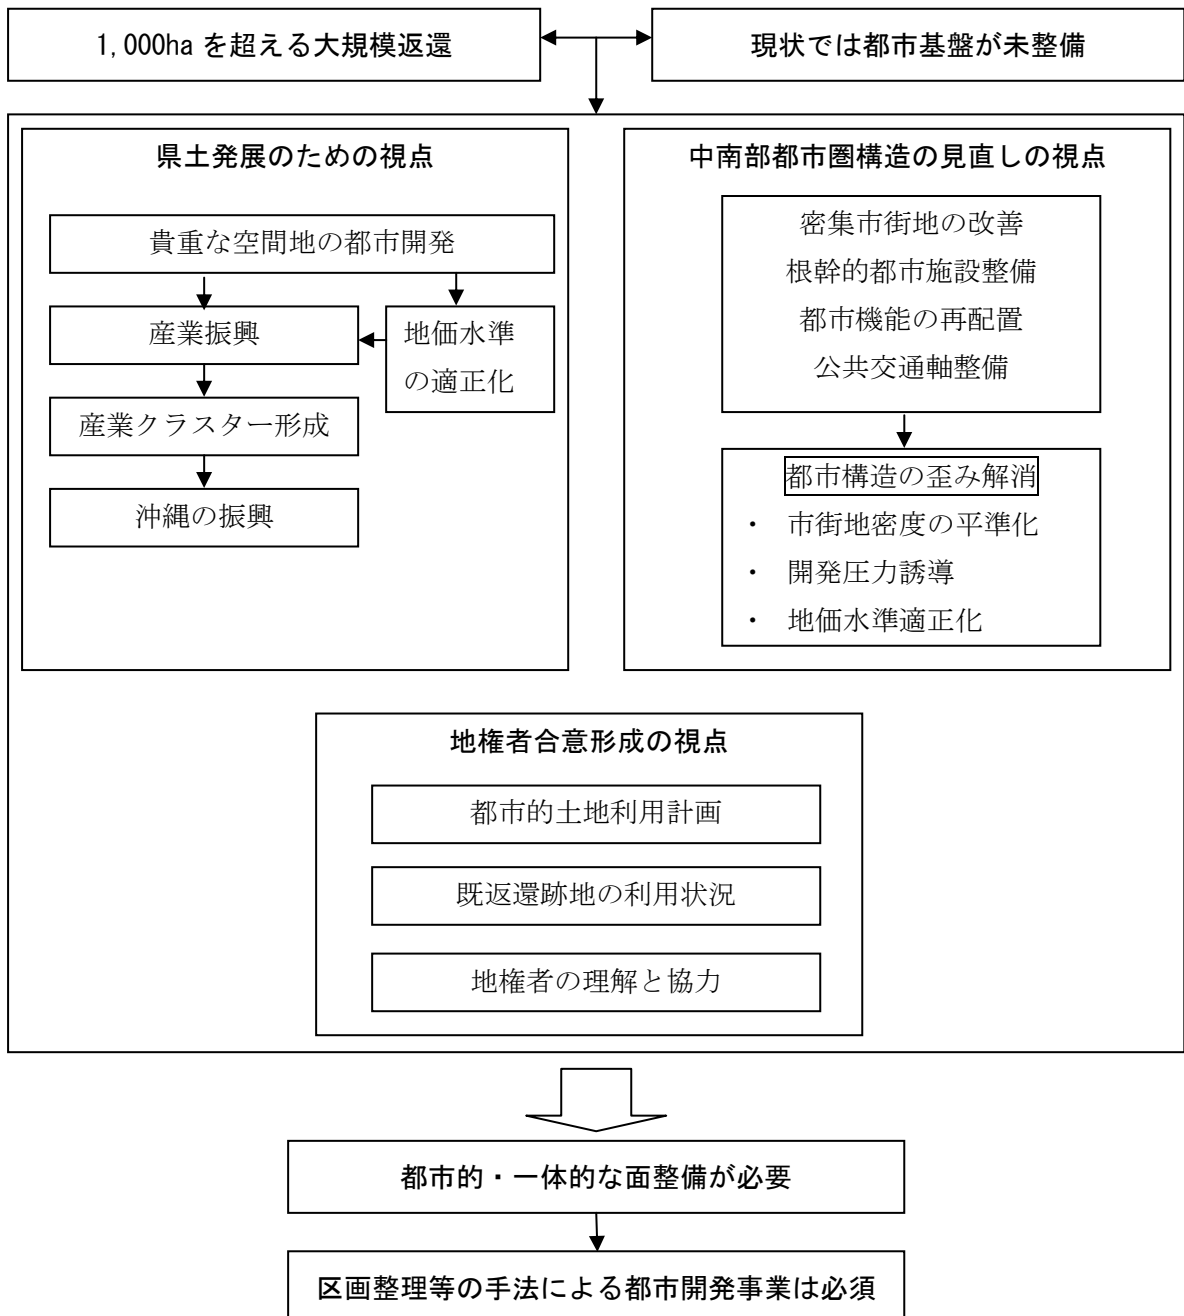 1,000ha を超える大規模返還
現状では都市基盤が未整備
県土発展のための視点
貴重な空間地の都市開発
産業振興
地価水準
の適正化
産業クラスター形成
沖縄の振興
中南部都市圏構造の見直しの視点
密集市街地の改善
根幹的都市施設整備
都市機能の再配置
公共交通軸整備
都市構造の歪み解消
・ 市街地密度の平準化
・ 開発圧力誘導
・ 地価水準適正化
地権者合意形成の視点
都市的土地利用計画
既返還跡地の利用状況
地権者の理解と協力
都市的・一体的な面整備が必要
区画整理等の手法による都市開発事業は必須